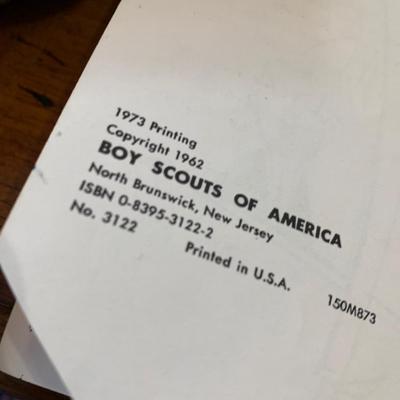 1973 Printing
Copyright 1962
BOY SCOUTS OF AMERICA
North Brunswick, New Jersey
ISBN 0-8395-3122-2
No. 3122 Printed in U.S.A. 150M873